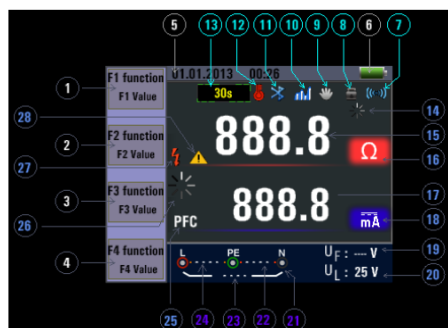 5 13 12 11 10 9 8 6 7
01.01.2013 00:26
30s
1 F1 function
F1 Value
28 888.8 14
15
2 F2 function
F2 Value
Ω 16
27
3 F3 function
F3 Value
888.8 17
26 PFC mA 18
4 F4 function
F4 Value
L PE N
UF : --- V 19
UL : 25 V 20
25 24 23 22 21